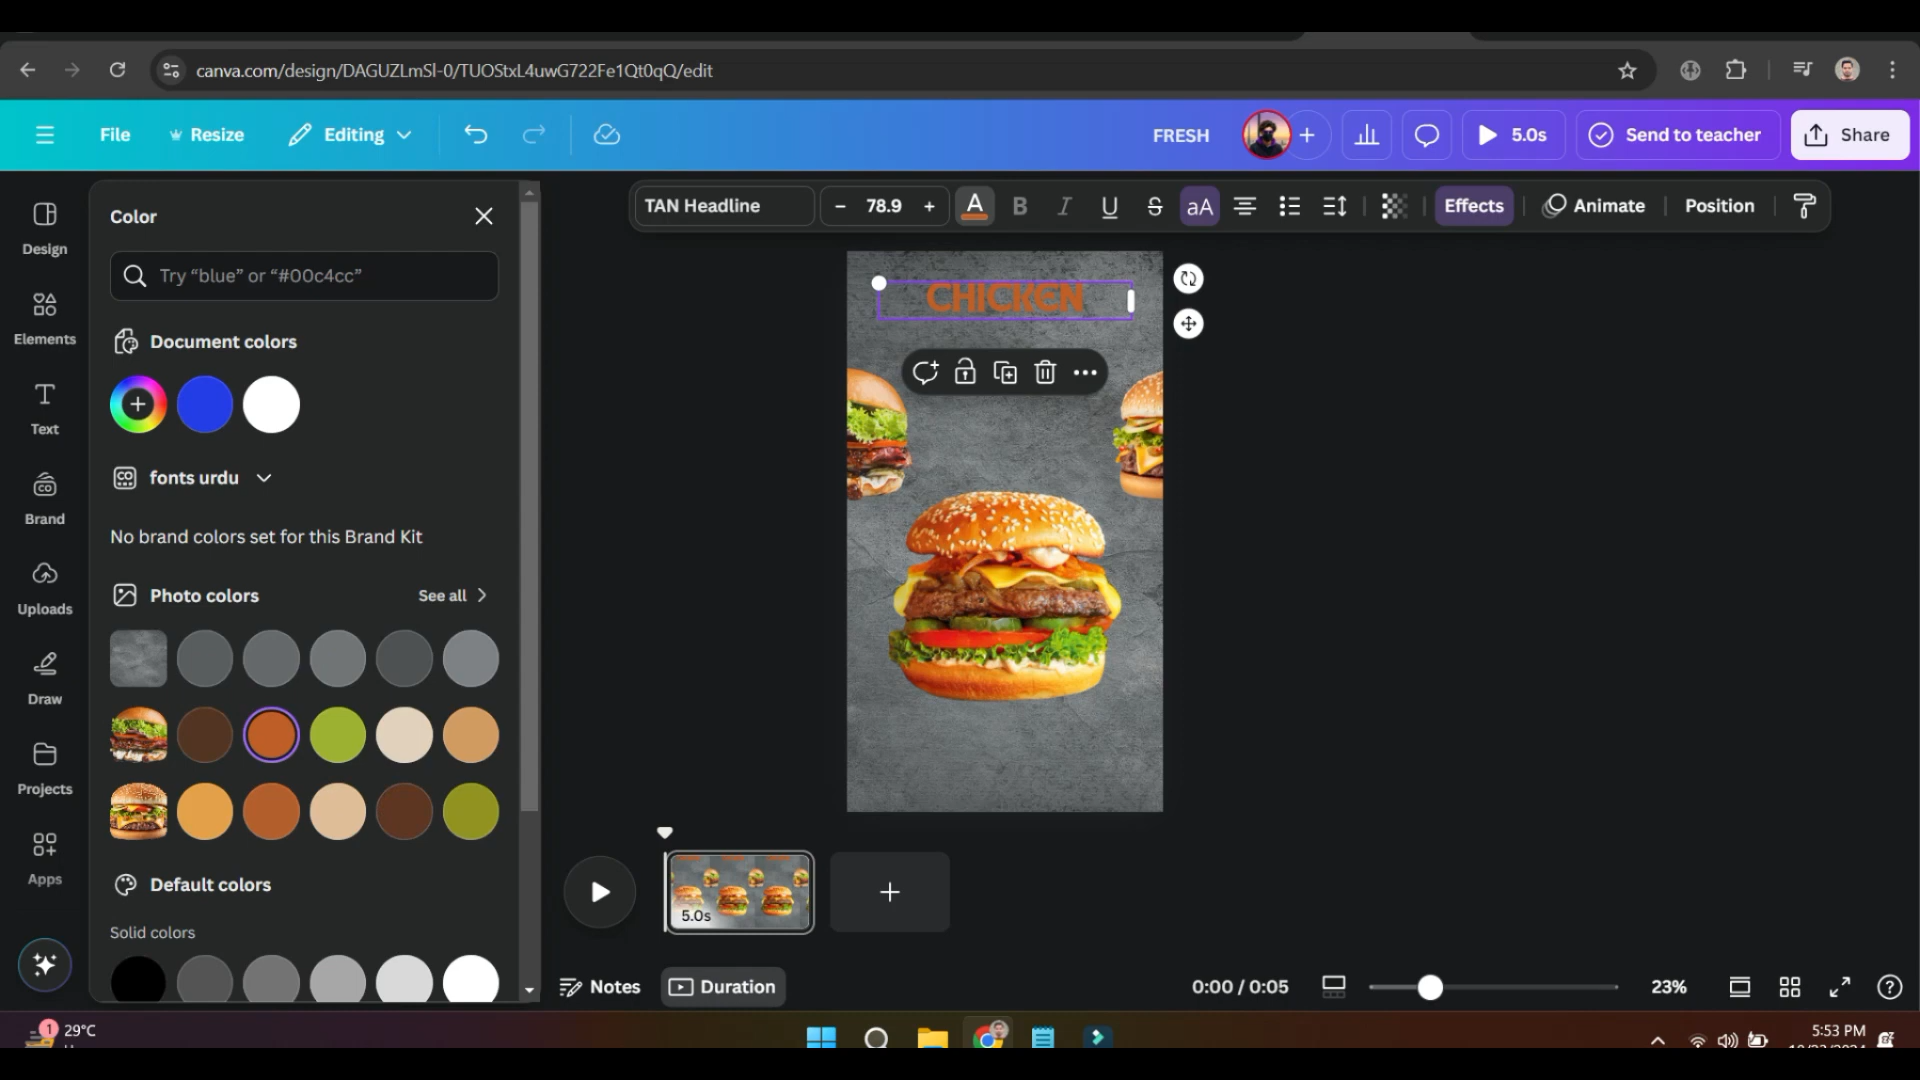 canva.com/design/DAGUZLmSl-0/TUOStxL4uwG722Fe1Qt0qQ/edit
File
Resize
Editing
FRESH
5.0s
Send to teacher
Share
Design
Elements
Text
Brand
Uploads
Draw
Projects
Apps
Color
Try “blue” or “#00c4cc”
Document colors
fonts urdu
No brand colors set for this Brand Kit
Photo colors
See all
Default colors
Solid colors
TAN Headline
– 78.9 +
A B I U S aA
Effects
Animate
Position
CHICKEN
5.0s
Notes
Duration
0:00 / 0:05
23%
1
29°C
5:53 PM